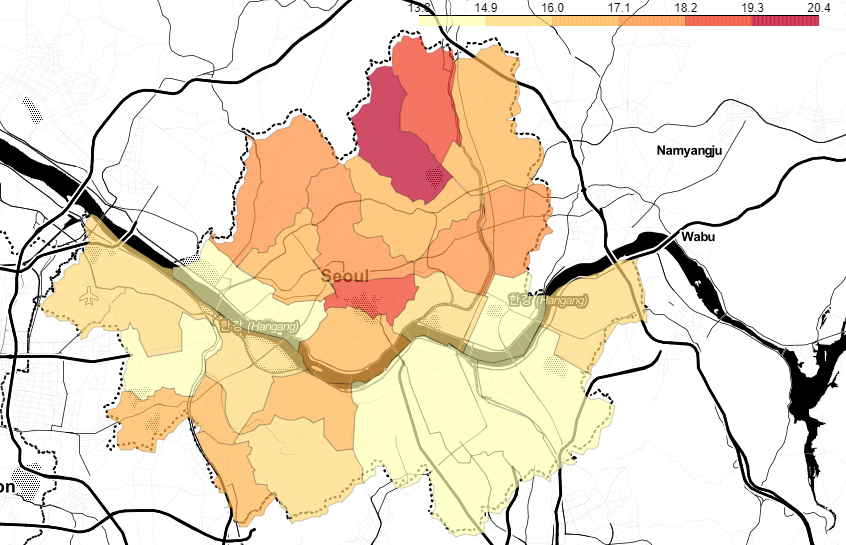 13.8 14.9 16.0 17.1 18.2 19.3 20.4
Namyangju
Wabu
Seoul
한강 (Hangang)
한강 (Hangang)
on